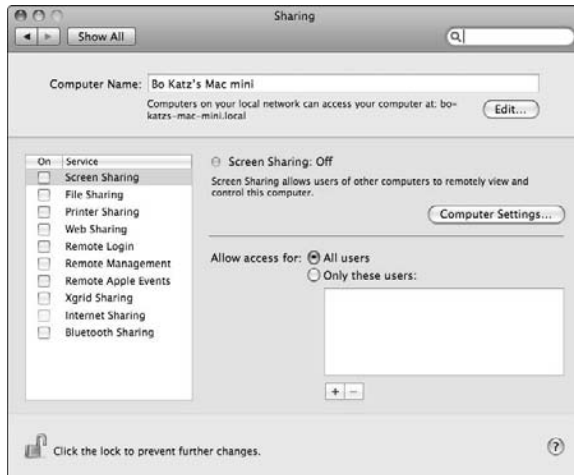 Sharing
Show All
Computer Name: Bo Katz's Mac mini
Computers on your local network can access your computer at: bo-
katzs-mac-mini.local
Edit...
On Service
Screen Sharing
File Sharing
Printer Sharing
Web Sharing
Remote Login
Remote Management
Remote Apple Events
Xgrid Sharing
Internet Sharing
Bluetooth Sharing
Screen Sharing: Off
Screen Sharing allows users of other computers to remotely view and
control this computer.
Computer Settings...
Allow access for: All users
Only these users:
+ −
Click the lock to prevent further changes.
?